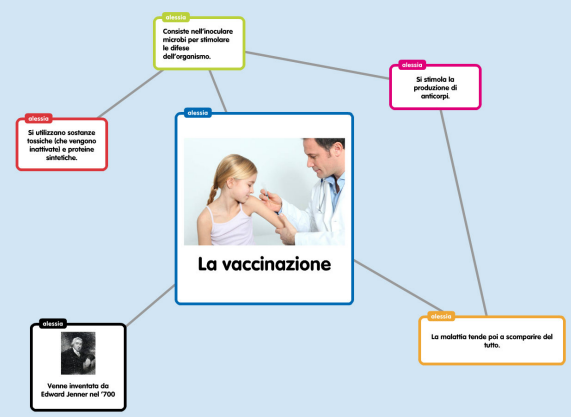 alessia
Consiste nell'inoculare
microbi per stimolare
le difese
dell'organismo.
alessia
Si stimola la
produzione di
anticorpi.
alessia
Si utilizzano sostanze
tossiche (che vengono
inattivate) e proteine
sintetiche.
alessia
La vaccinazione
alessia
La malattia tende poi a scomparire del
tutto.
alessia
Venne inventata da
Edward Jenner nel '700